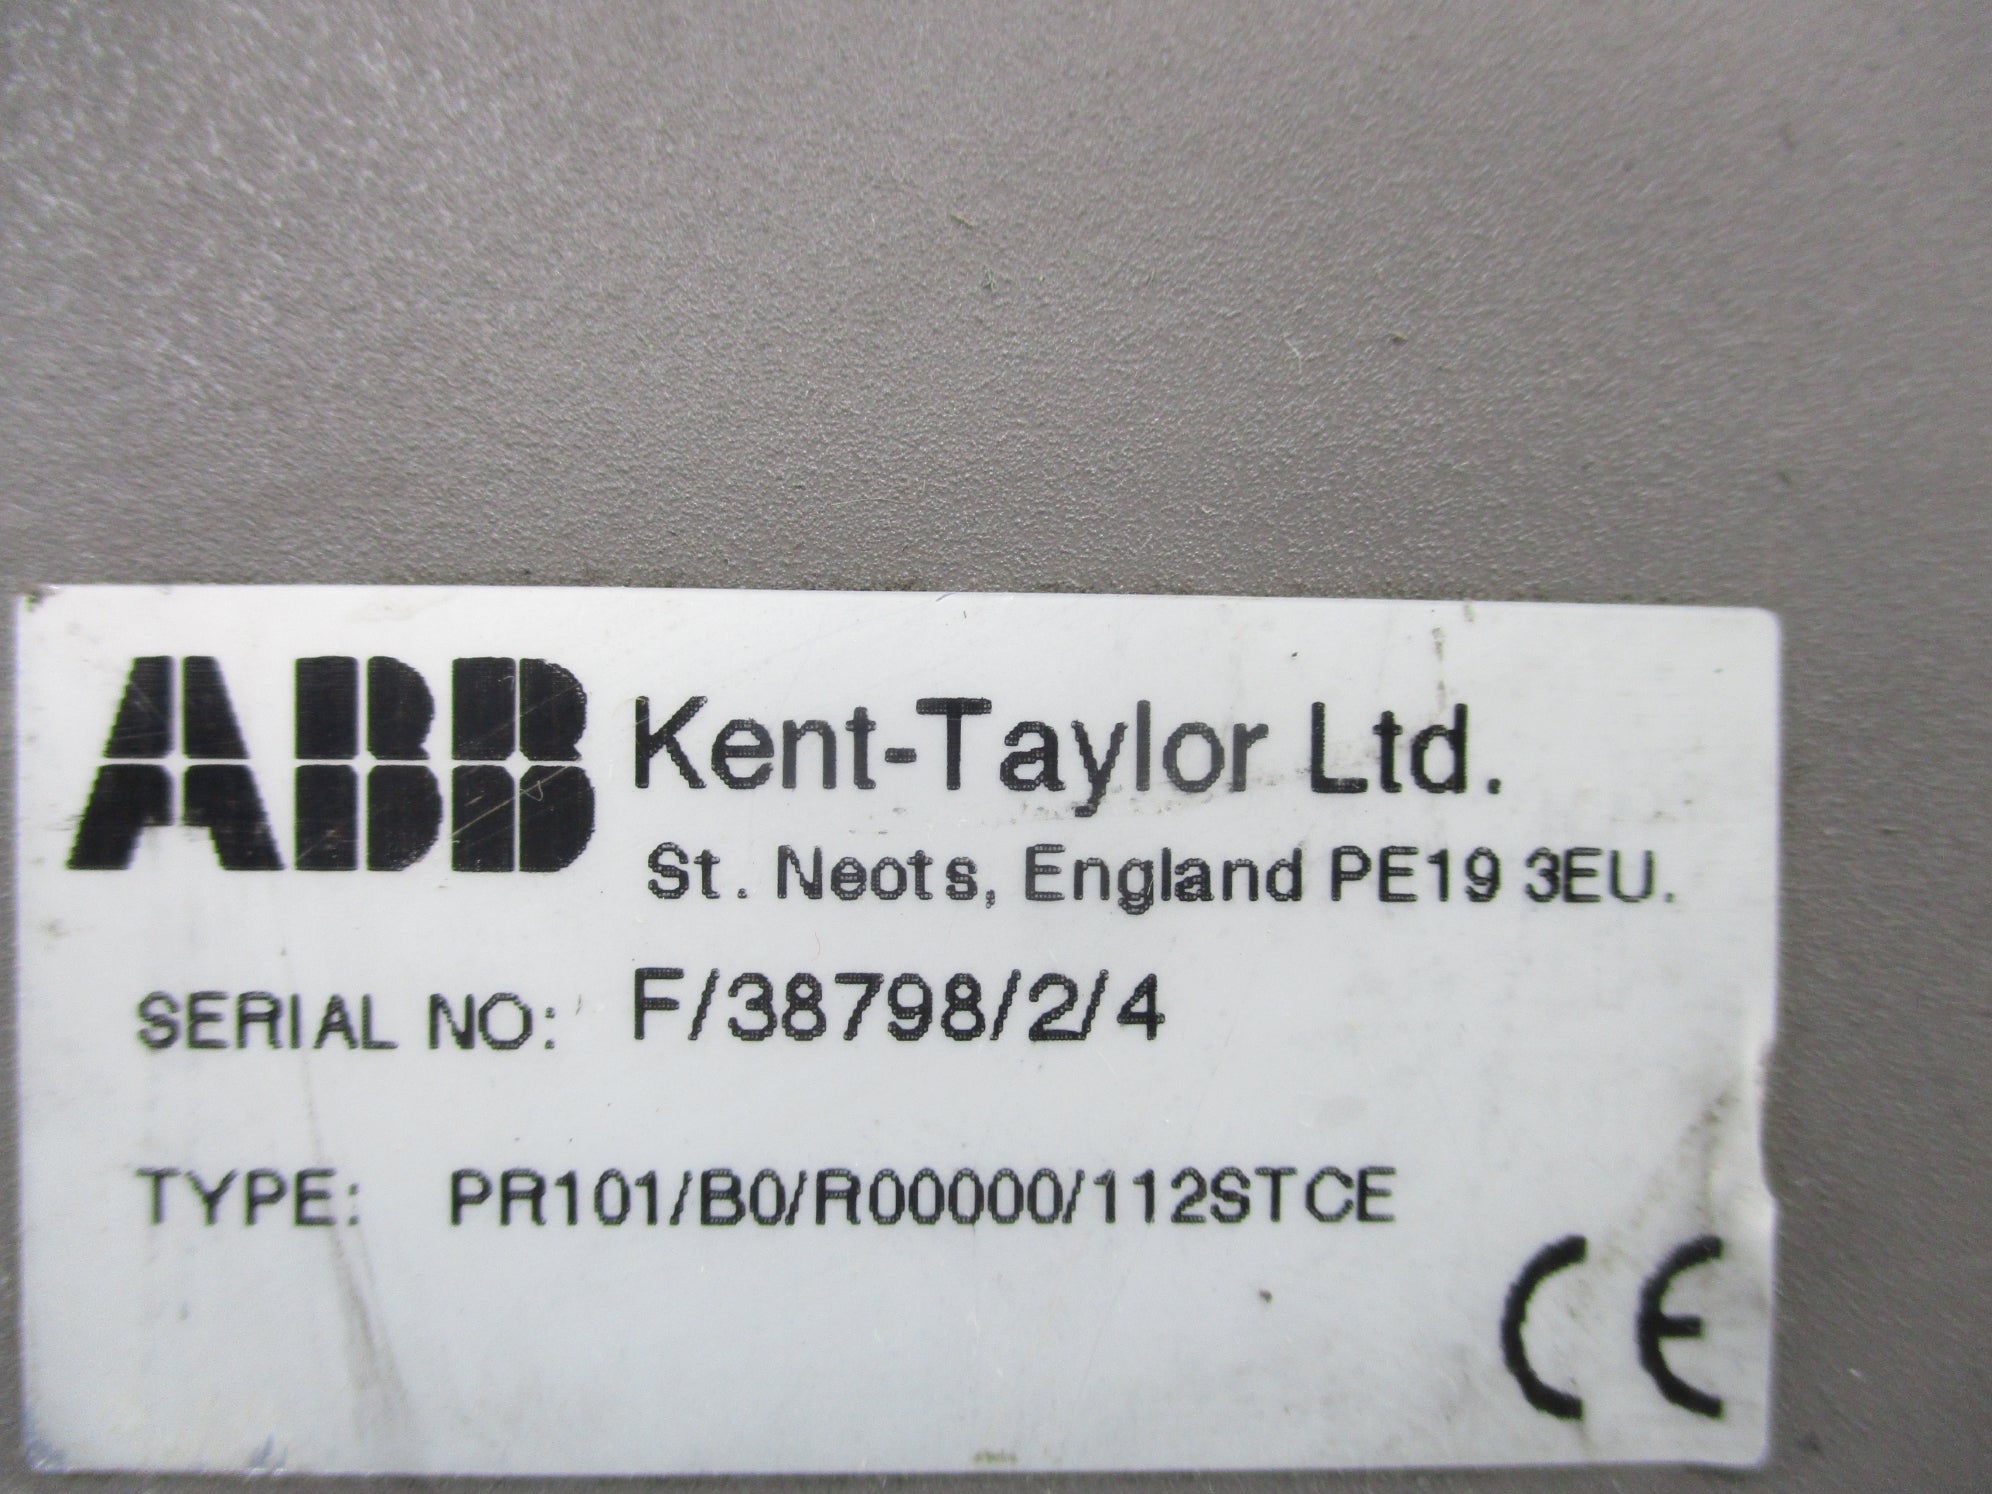 ABB Kent-Taylor Ltd.
St. Neots, England PE19 3EU.
SERIAL NO: F/38798/2/4
TYPE: PR101/B0/R00000/112STCE
CE